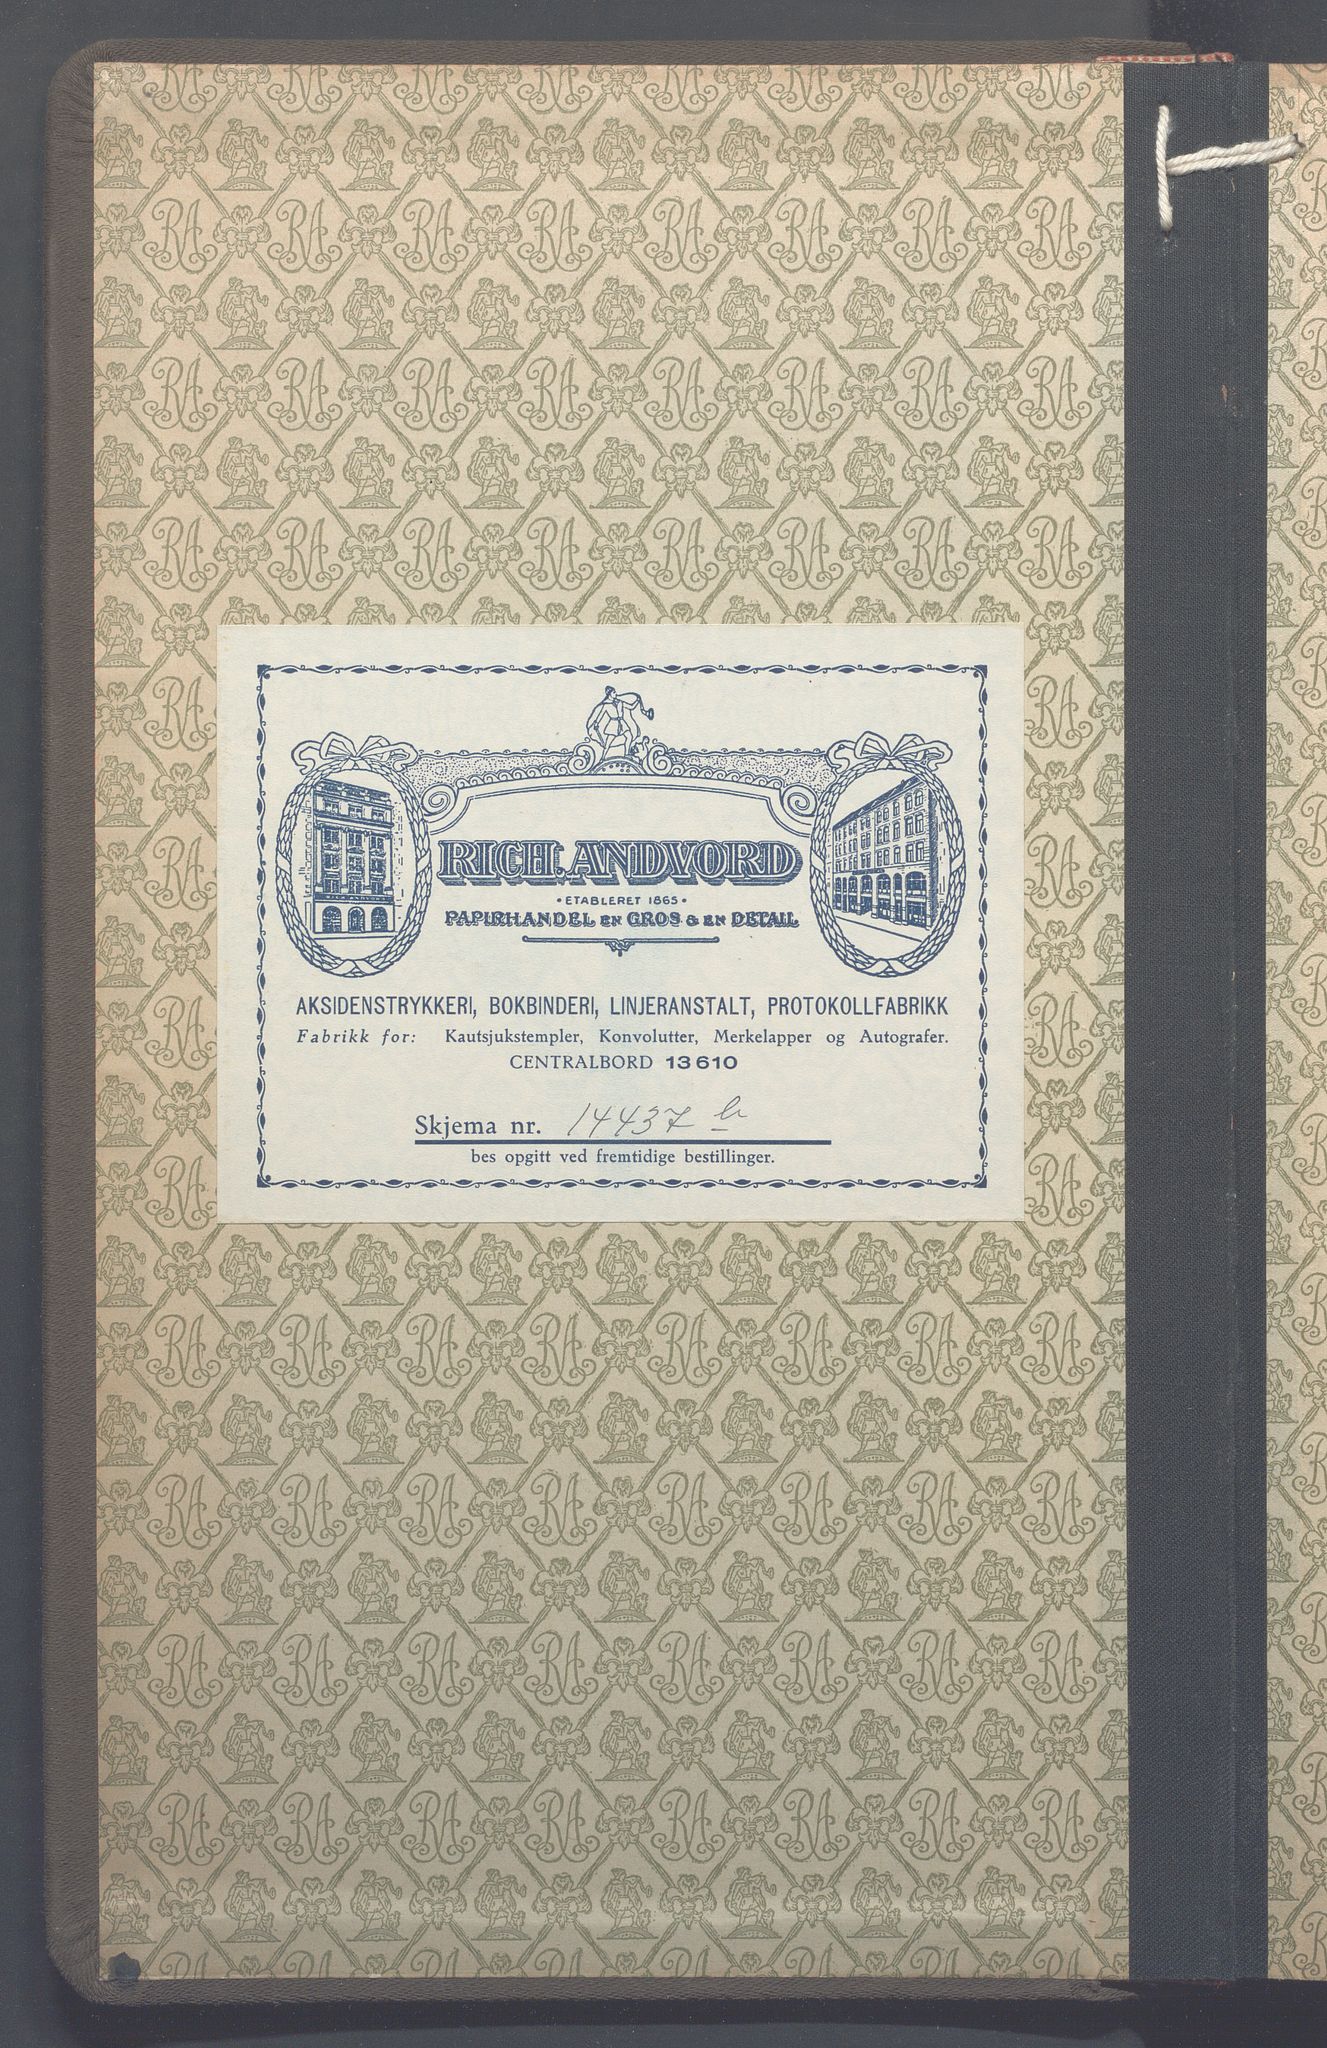 RICH. ANDVORD
• ETABLERET 1865 •
PAPIRHANDEL EN GROS & EN DETAIL
AKSIDENSTRYKKERI, BOKBINDERI, LINJERANSTALT, PROTOKOLLFABRIKK
Fabrikk for: Kautsjukstempler, Konvolutter, Merkelapper og Autografer.
CENTRALBORD 13610
Skjema nr. 14437 b
bes opgitt ved fremtidige bestillinger.